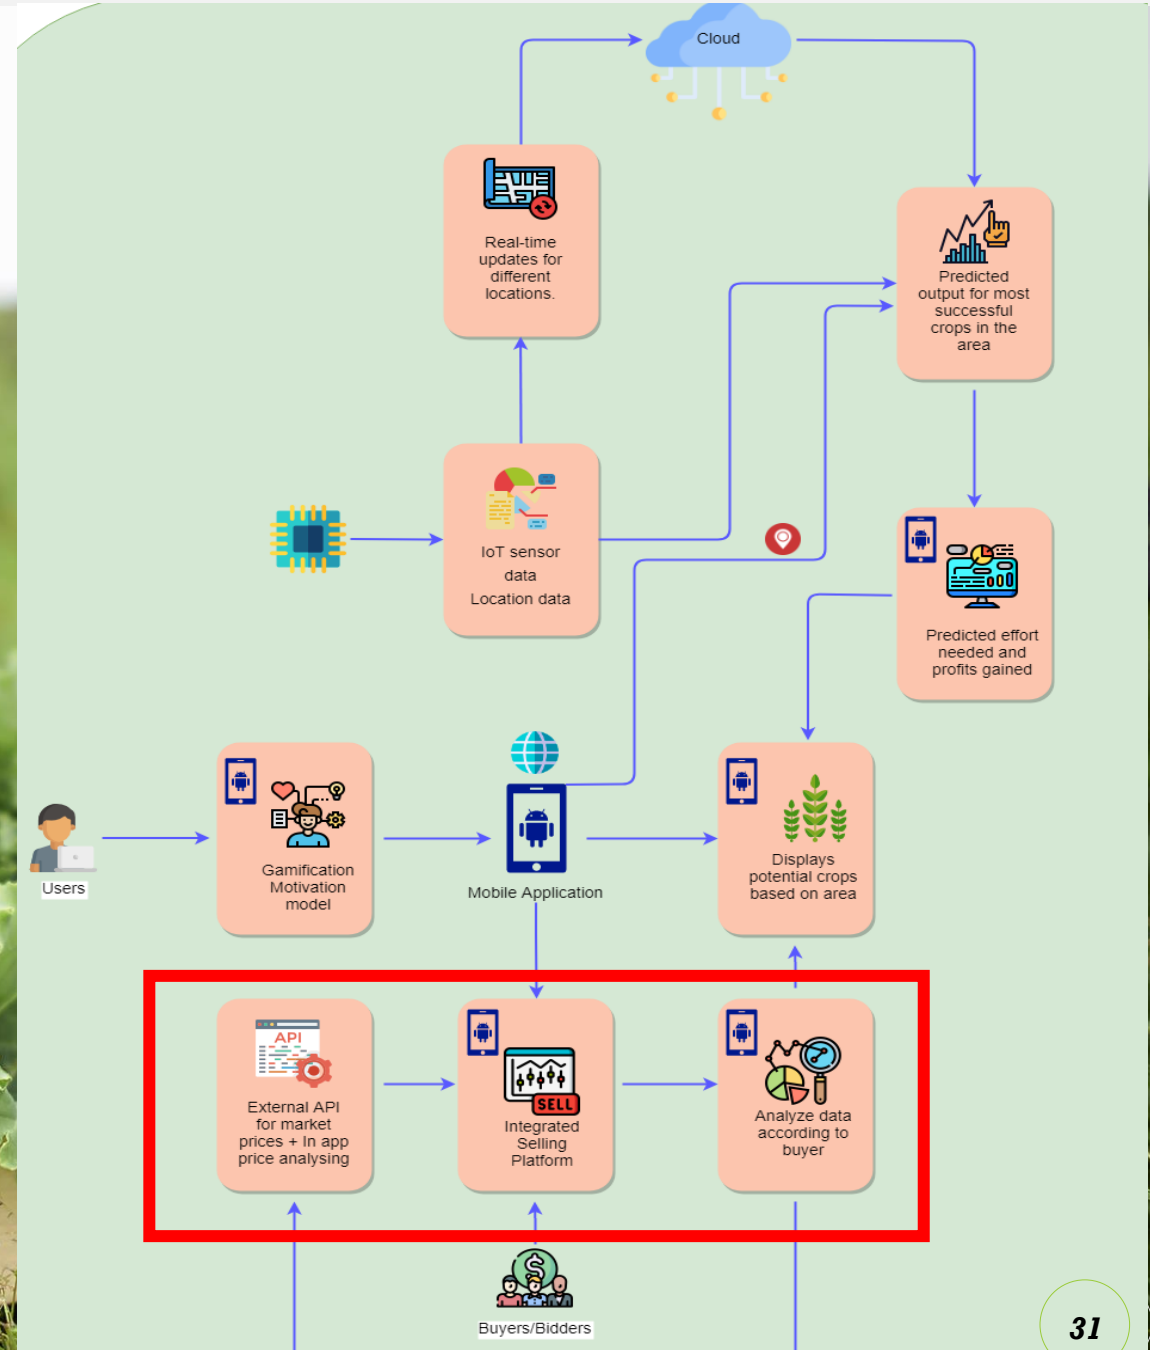 Cloud
Real-time
updates for
different
locations.
Predicted
output for most
successful
crops in the
area
IoT sensor
data
Location data
Predicted effort
needed and
profits gained
Users
Gamification
Motivation
model
Mobile Application
Displays
potential crops
based on area
API
External API
for market
prices + In app
price analysing
SELL
Integrated
Selling
Platform
Analyze data
according to
buyer
$
Buyers/Bidders
31